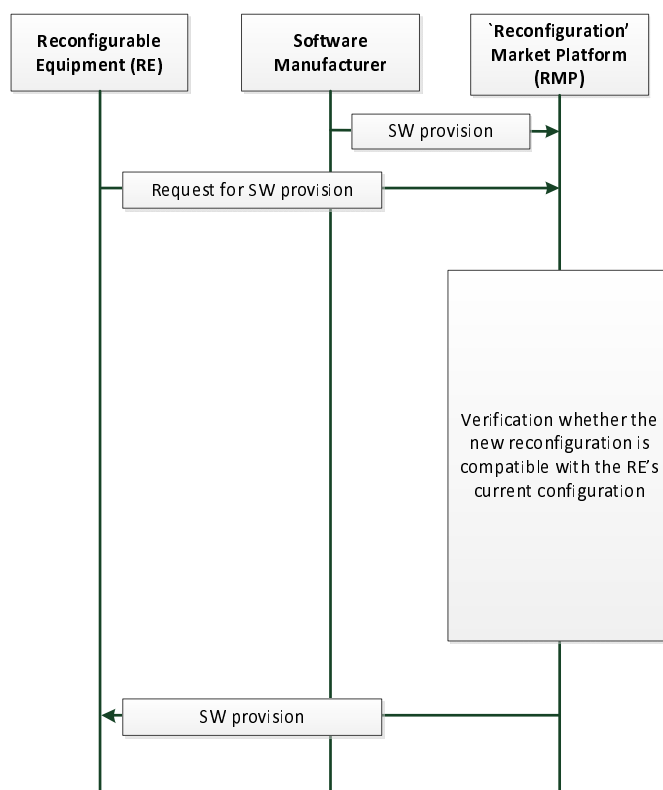 Reconfigurable
Equipment (RE)
Software
Manufacturer
`Reconfiguration’
Market Platform
(RMP)
SW provision
Request for SW provision
Verification whether the
new reconfiguration is
compatible with the RE’s
current configuration
SW provision